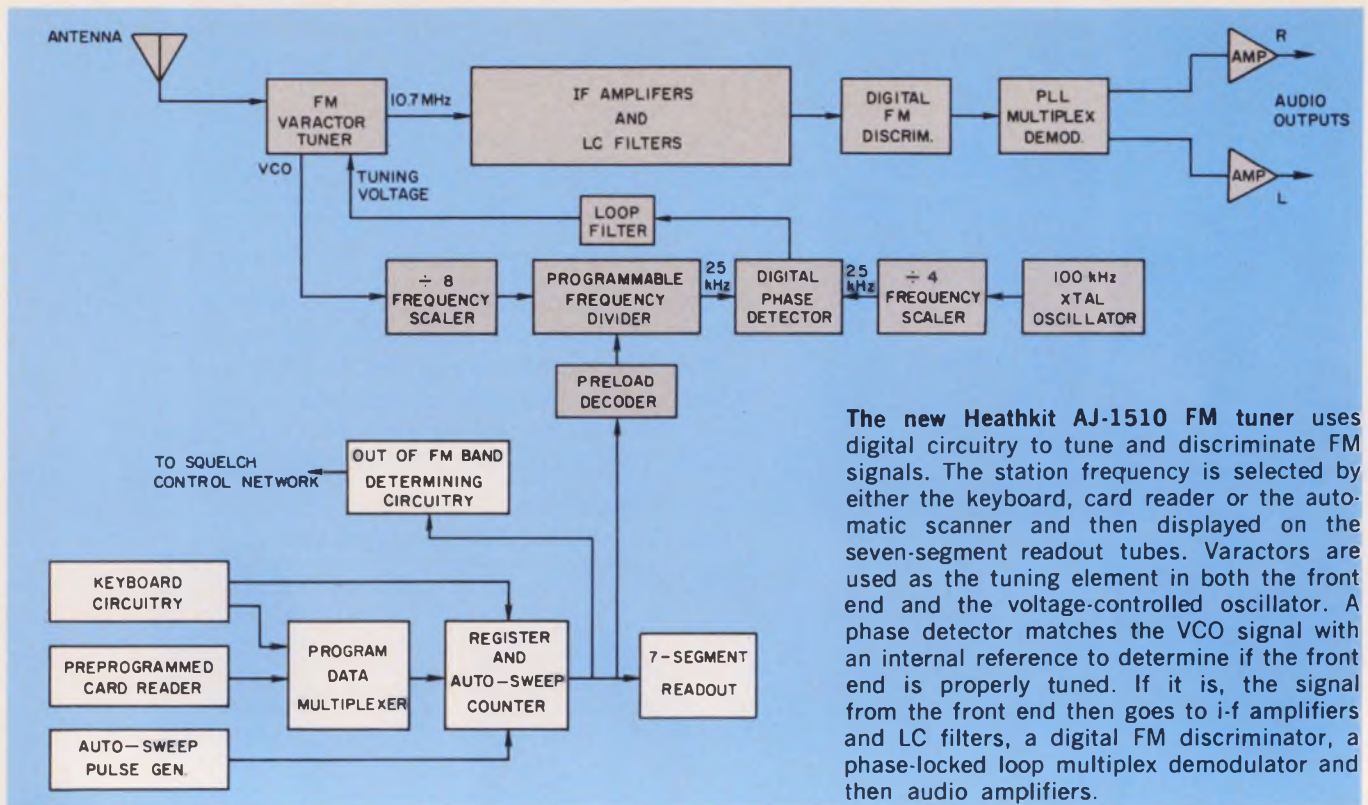 ANTENNA
FM
VARACTOR
TUNER
10.7MHz
IF AMPLIFERS
AND
LC FILTERS
DIGITAL
FM
DISCRIM.
PLL
MULTIPLEX
DEMOD.
AMP
R
AUDIO
OUTPUTS
AMP
L
VCO
TUNING
VOLTAGE
LOOP
FILTER
÷ 8
FREQUENCY
SCALER
PROGRAMMABLE
FREQUENCY
DIVIDER
25
kHz
DIGITAL
PHASE
DETECTOR
25
kHz
÷ 4
FREQUENCY
SCALER
100 kHz
XTAL
OSCILLATOR
PRELOAD
DECODER
TO SQUELCH
CONTROL NETWORK
OUT OF FM BAND
DETERMINING
CIRCUITRY
KEYBOARD
CIRCUITRY
PREPROGRAMMED
CARD READER
AUTO-SWEEP
PULSE GEN.
PROGRAM
DATA
MULTIPLEXER
REGISTER
AND
AUTO-SWEEP
COUNTER
7-SEGMENT
READOUT
The new Heathkit AJ-1510 FM tuner uses
digital circuitry to tune and discriminate FM
signals. The station frequency is selected by
either the keyboard, card reader or the auto-
matic scanner and then displayed on the
seven-segment readout tubes. Varactors are
used as the tuning element in both the front
end and the voltage-controlled oscillator. A
phase detector matches the VCO signal with
an internal reference to determine if the front
end is properly tuned. If it is, the signal
from the front end then goes to i-f amplifiers
and LC filters, a digital FM discriminator, a
phase-locked loop multiplex demodulator and
then audio amplifiers.